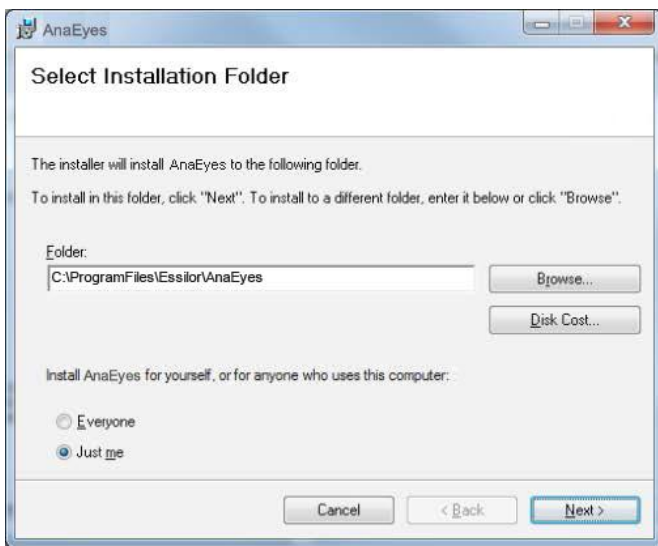 AnaEyes
Select Installation Folder
The installer will install AnaEyes to the following folder.
To install in this folder, click "Next". To install to a different folder, enter it below or click "Browse".
Folder:
C:\ProgramFiles\Essilor\AnaEyes
Browse...
Disk Cost...
Install AnaEyes for yourself, or for anyone who uses this computer:
Everyone
Just me
Cancel < Back Next >